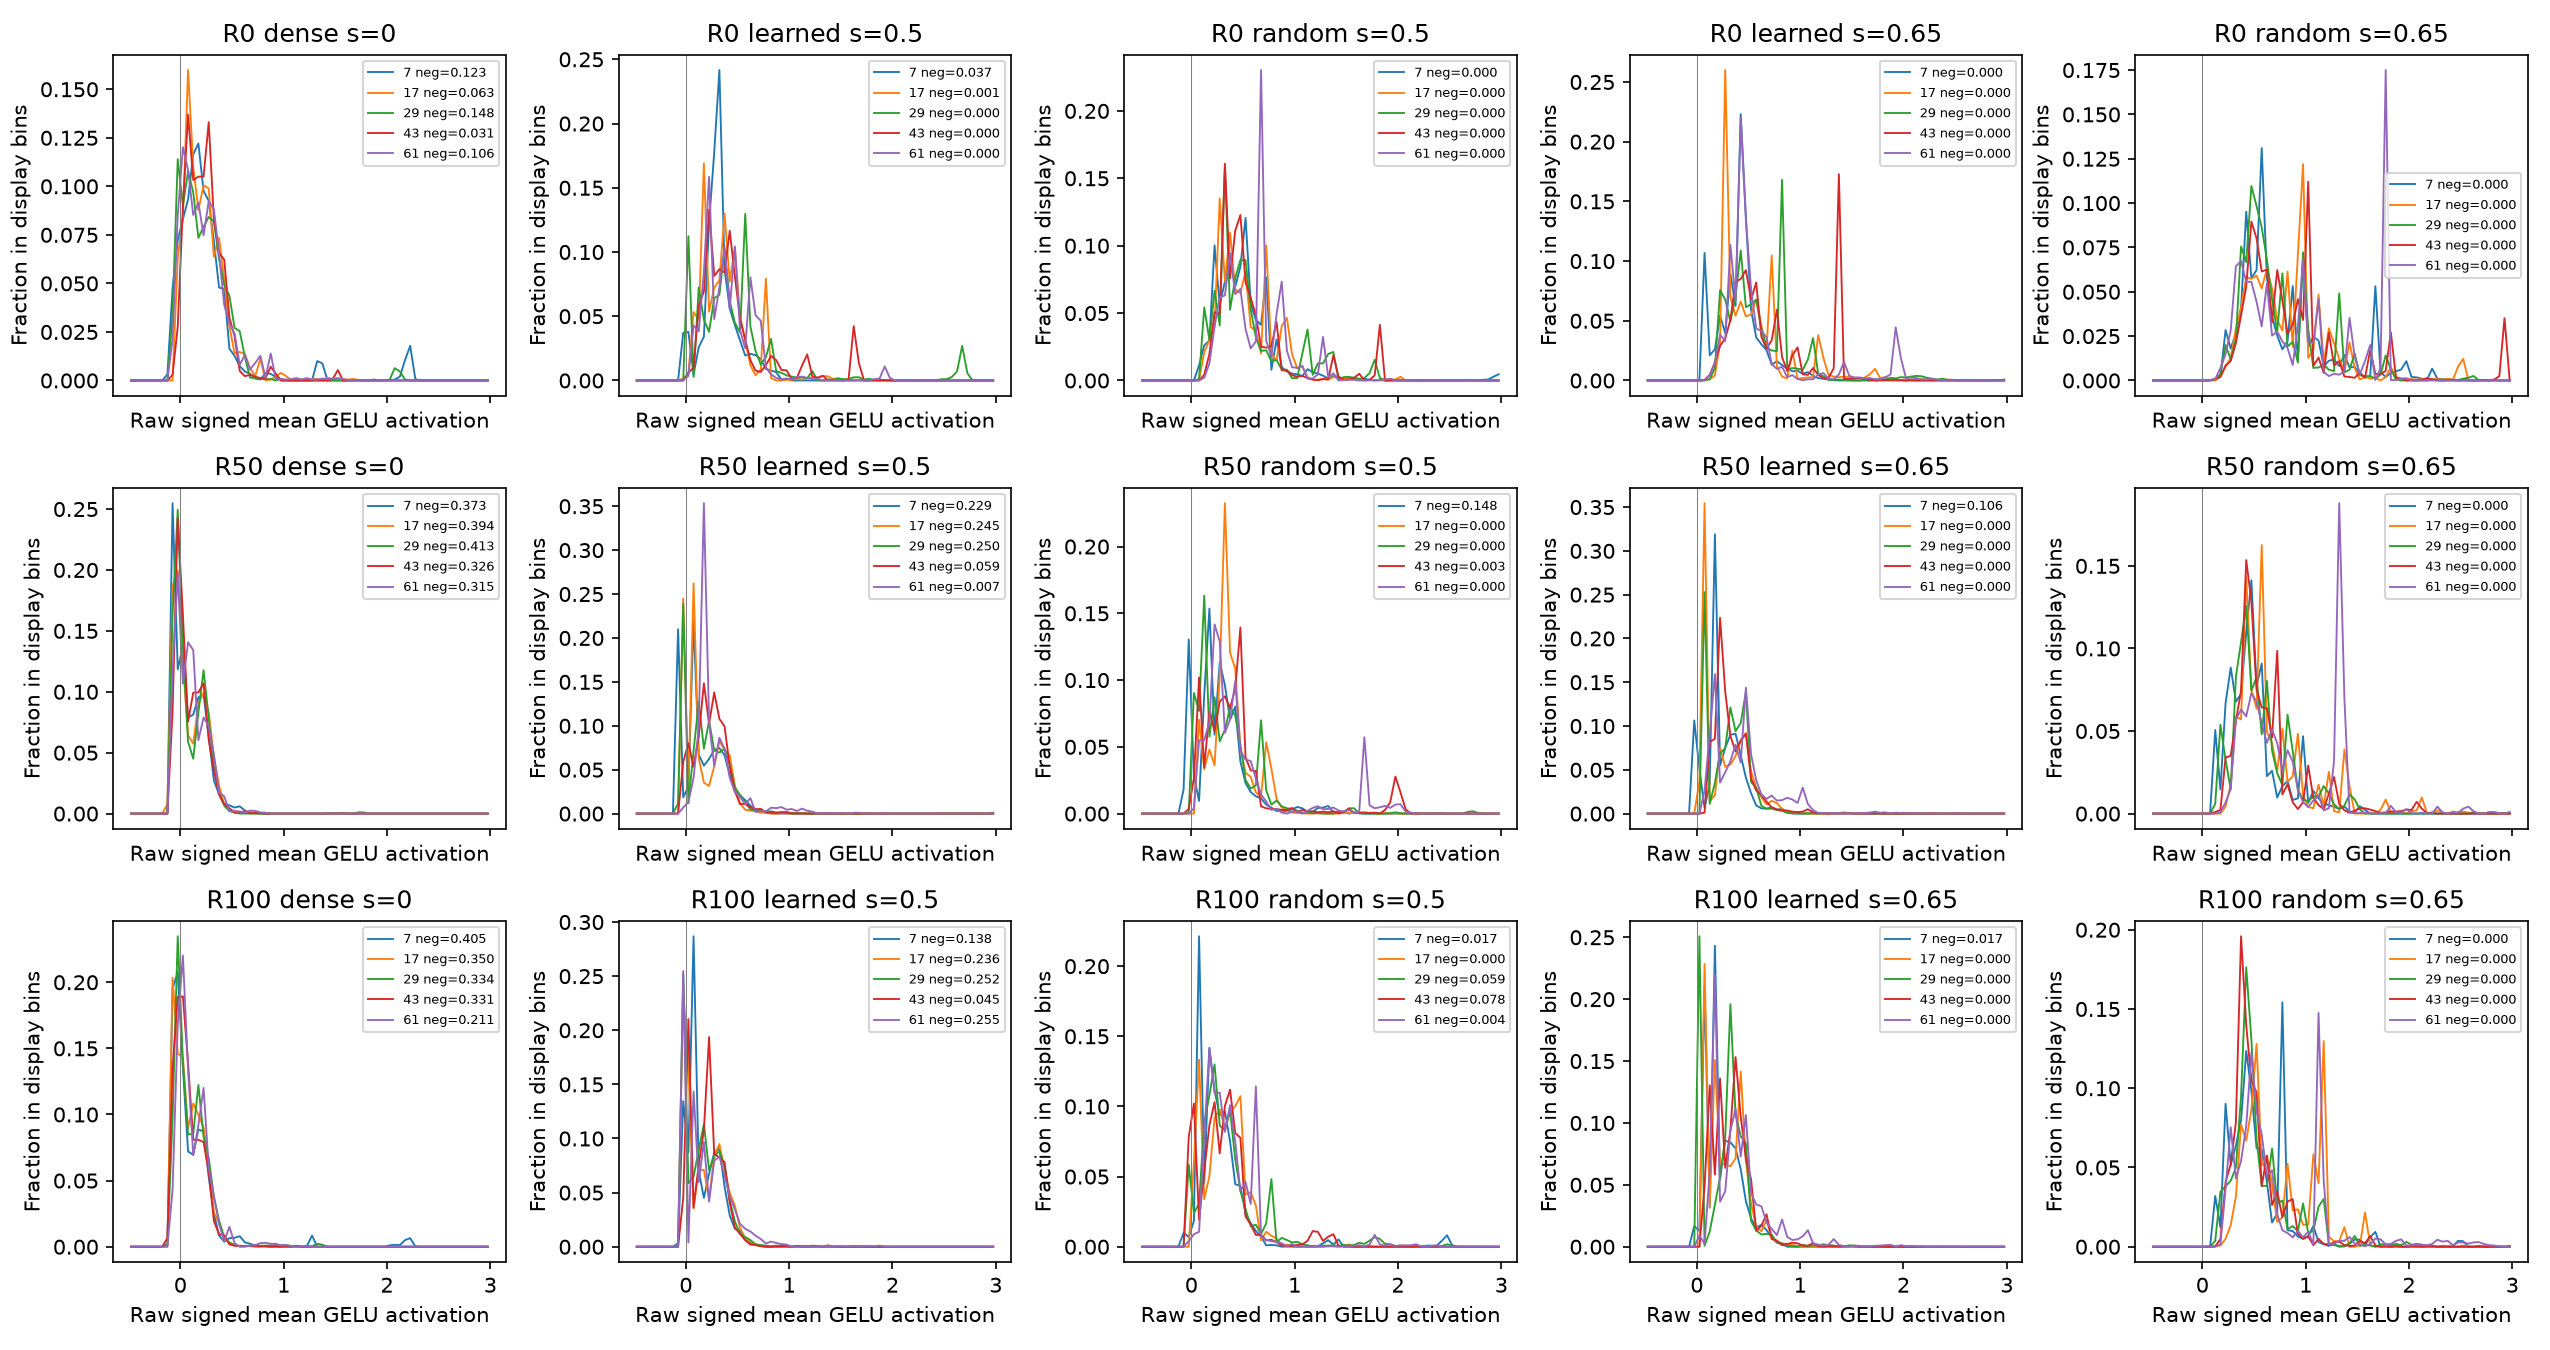 R0 dense s=0
0.150
0.125
0.100
0.075
0.050
0.025
0.000
Fraction in display bins
7 neg=0.123
17 neg=0.063
29 neg=0.148
43 neg=0.031
61 neg=0.106
Raw signed mean GELU activation
R0 learned s=0.5
0.25
0.20
0.15
0.10
0.05
0.00
Fraction in display bins
7 neg=0.037
17 neg=0.001
29 neg=0.000
43 neg=0.000
61 neg=0.000
Raw signed mean GELU activation
R0 random s=0.5
0.20
0.15
0.10
0.05
0.00
Fraction in display bins
7 neg=0.000
17 neg=0.000
29 neg=0.000
43 neg=0.000
61 neg=0.000
Raw signed mean GELU activation
R0 learned s=0.65
0.25
0.20
0.15
0.10
0.05
0.00
Fraction in display bins
7 neg=0.000
17 neg=0.000
29 neg=0.000
43 neg=0.000
61 neg=0.000
Raw signed mean GELU activation
R0 random s=0.65
0.175
0.150
0.125
0.100
0.075
0.050
0.025
0.000
Fraction in display bins
7 neg=0.000
17 neg=0.000
29 neg=0.000
43 neg=0.000
61 neg=0.000
Raw signed mean GELU activation
R50 dense s=0
0.25
0.20
0.15
0.10
0.05
0.00
Fraction in display bins
7 neg=0.373
17 neg=0.394
29 neg=0.413
43 neg=0.326
61 neg=0.315
Raw signed mean GELU activation
R50 learned s=0.5
0.35
0.30
0.25
0.20
0.15
0.10
0.05
0.00
Fraction in display bins
7 neg=0.229
17 neg=0.245
29 neg=0.250
43 neg=0.059
61 neg=0.007
Raw signed mean GELU activation
R50 random s=0.5
0.20
0.15
0.10
0.05
0.00
Fraction in display bins
7 neg=0.148
17 neg=0.000
29 neg=0.000
43 neg=0.003
61 neg=0.000
Raw signed mean GELU activation
R50 learned s=0.65
0.35
0.30
0.25
0.20
0.15
0.10
0.05
0.00
Fraction in display bins
7 neg=0.106
17 neg=0.000
29 neg=0.000
43 neg=0.000
61 neg=0.000
Raw signed mean GELU activation
R50 random s=0.65
0.15
0.10
0.05
0.00
Fraction in display bins
7 neg=0.000
17 neg=0.000
29 neg=0.000
43 neg=0.000
61 neg=0.000
Raw signed mean GELU activation
R100 dense s=0
0.20
0.15
0.10
0.05
0.00
Fraction in display bins
7 neg=0.405
17 neg=0.350
29 neg=0.334
43 neg=0.331
61 neg=0.211
0 1 2 3
Raw signed mean GELU activation
R100 learned s=0.5
0.30
0.25
0.20
0.15
0.10
0.05
0.00
Fraction in display bins
7 neg=0.138
17 neg=0.236
29 neg=0.252
43 neg=0.045
61 neg=0.255
0 1 2 3
Raw signed mean GELU activation
R100 random s=0.5
0.20
0.15
0.10
0.05
0.00
Fraction in display bins
7 neg=0.017
17 neg=0.000
29 neg=0.059
43 neg=0.078
61 neg=0.004
0 1 2 3
Raw signed mean GELU activation
R100 learned s=0.65
0.25
0.20
0.15
0.10
0.05
0.00
Fraction in display bins
7 neg=0.017
17 neg=0.000
29 neg=0.000
43 neg=0.000
61 neg=0.000
0 1 2 3
Raw signed mean GELU activation
R100 random s=0.65
0.20
0.15
0.10
0.05
0.00
Fraction in display bins
7 neg=0.000
17 neg=0.000
29 neg=0.000
43 neg=0.000
61 neg=0.000
0 1 2 3
Raw signed mean GELU activation